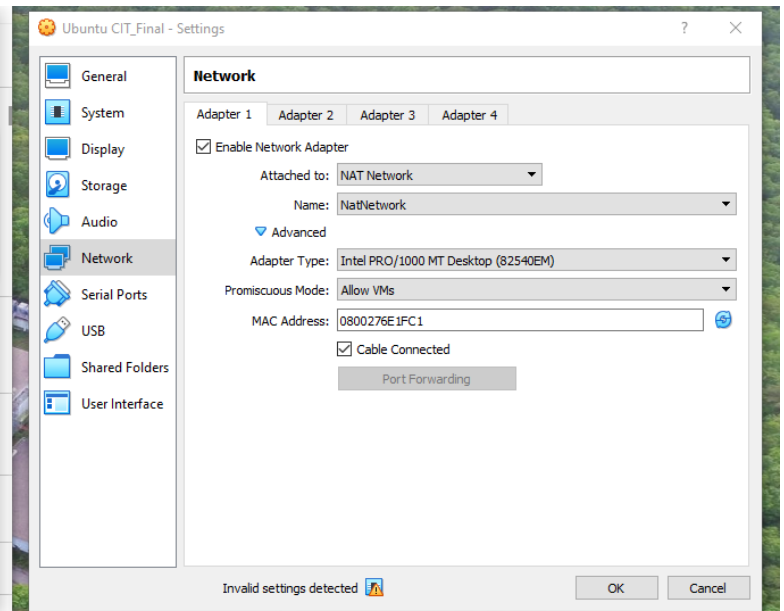 Ubuntu CIT_Final - Settings ? ×
General
System
Display
Storage
Audio
Network
Serial Ports
USB
Shared Folders
User Interface
Network
Adapter 1 Adapter 2 Adapter 3 Adapter 4
Enable Network Adapter
Attached to: NAT Network
Name: NatNetwork
Advanced
Adapter Type: Intel PRO/1000 MT Desktop (82540EM)
Promiscuous Mode: Allow VMs
MAC Address: 0800276E1FC1
Cable Connected
Port Forwarding
Invalid settings detected
OK Cancel